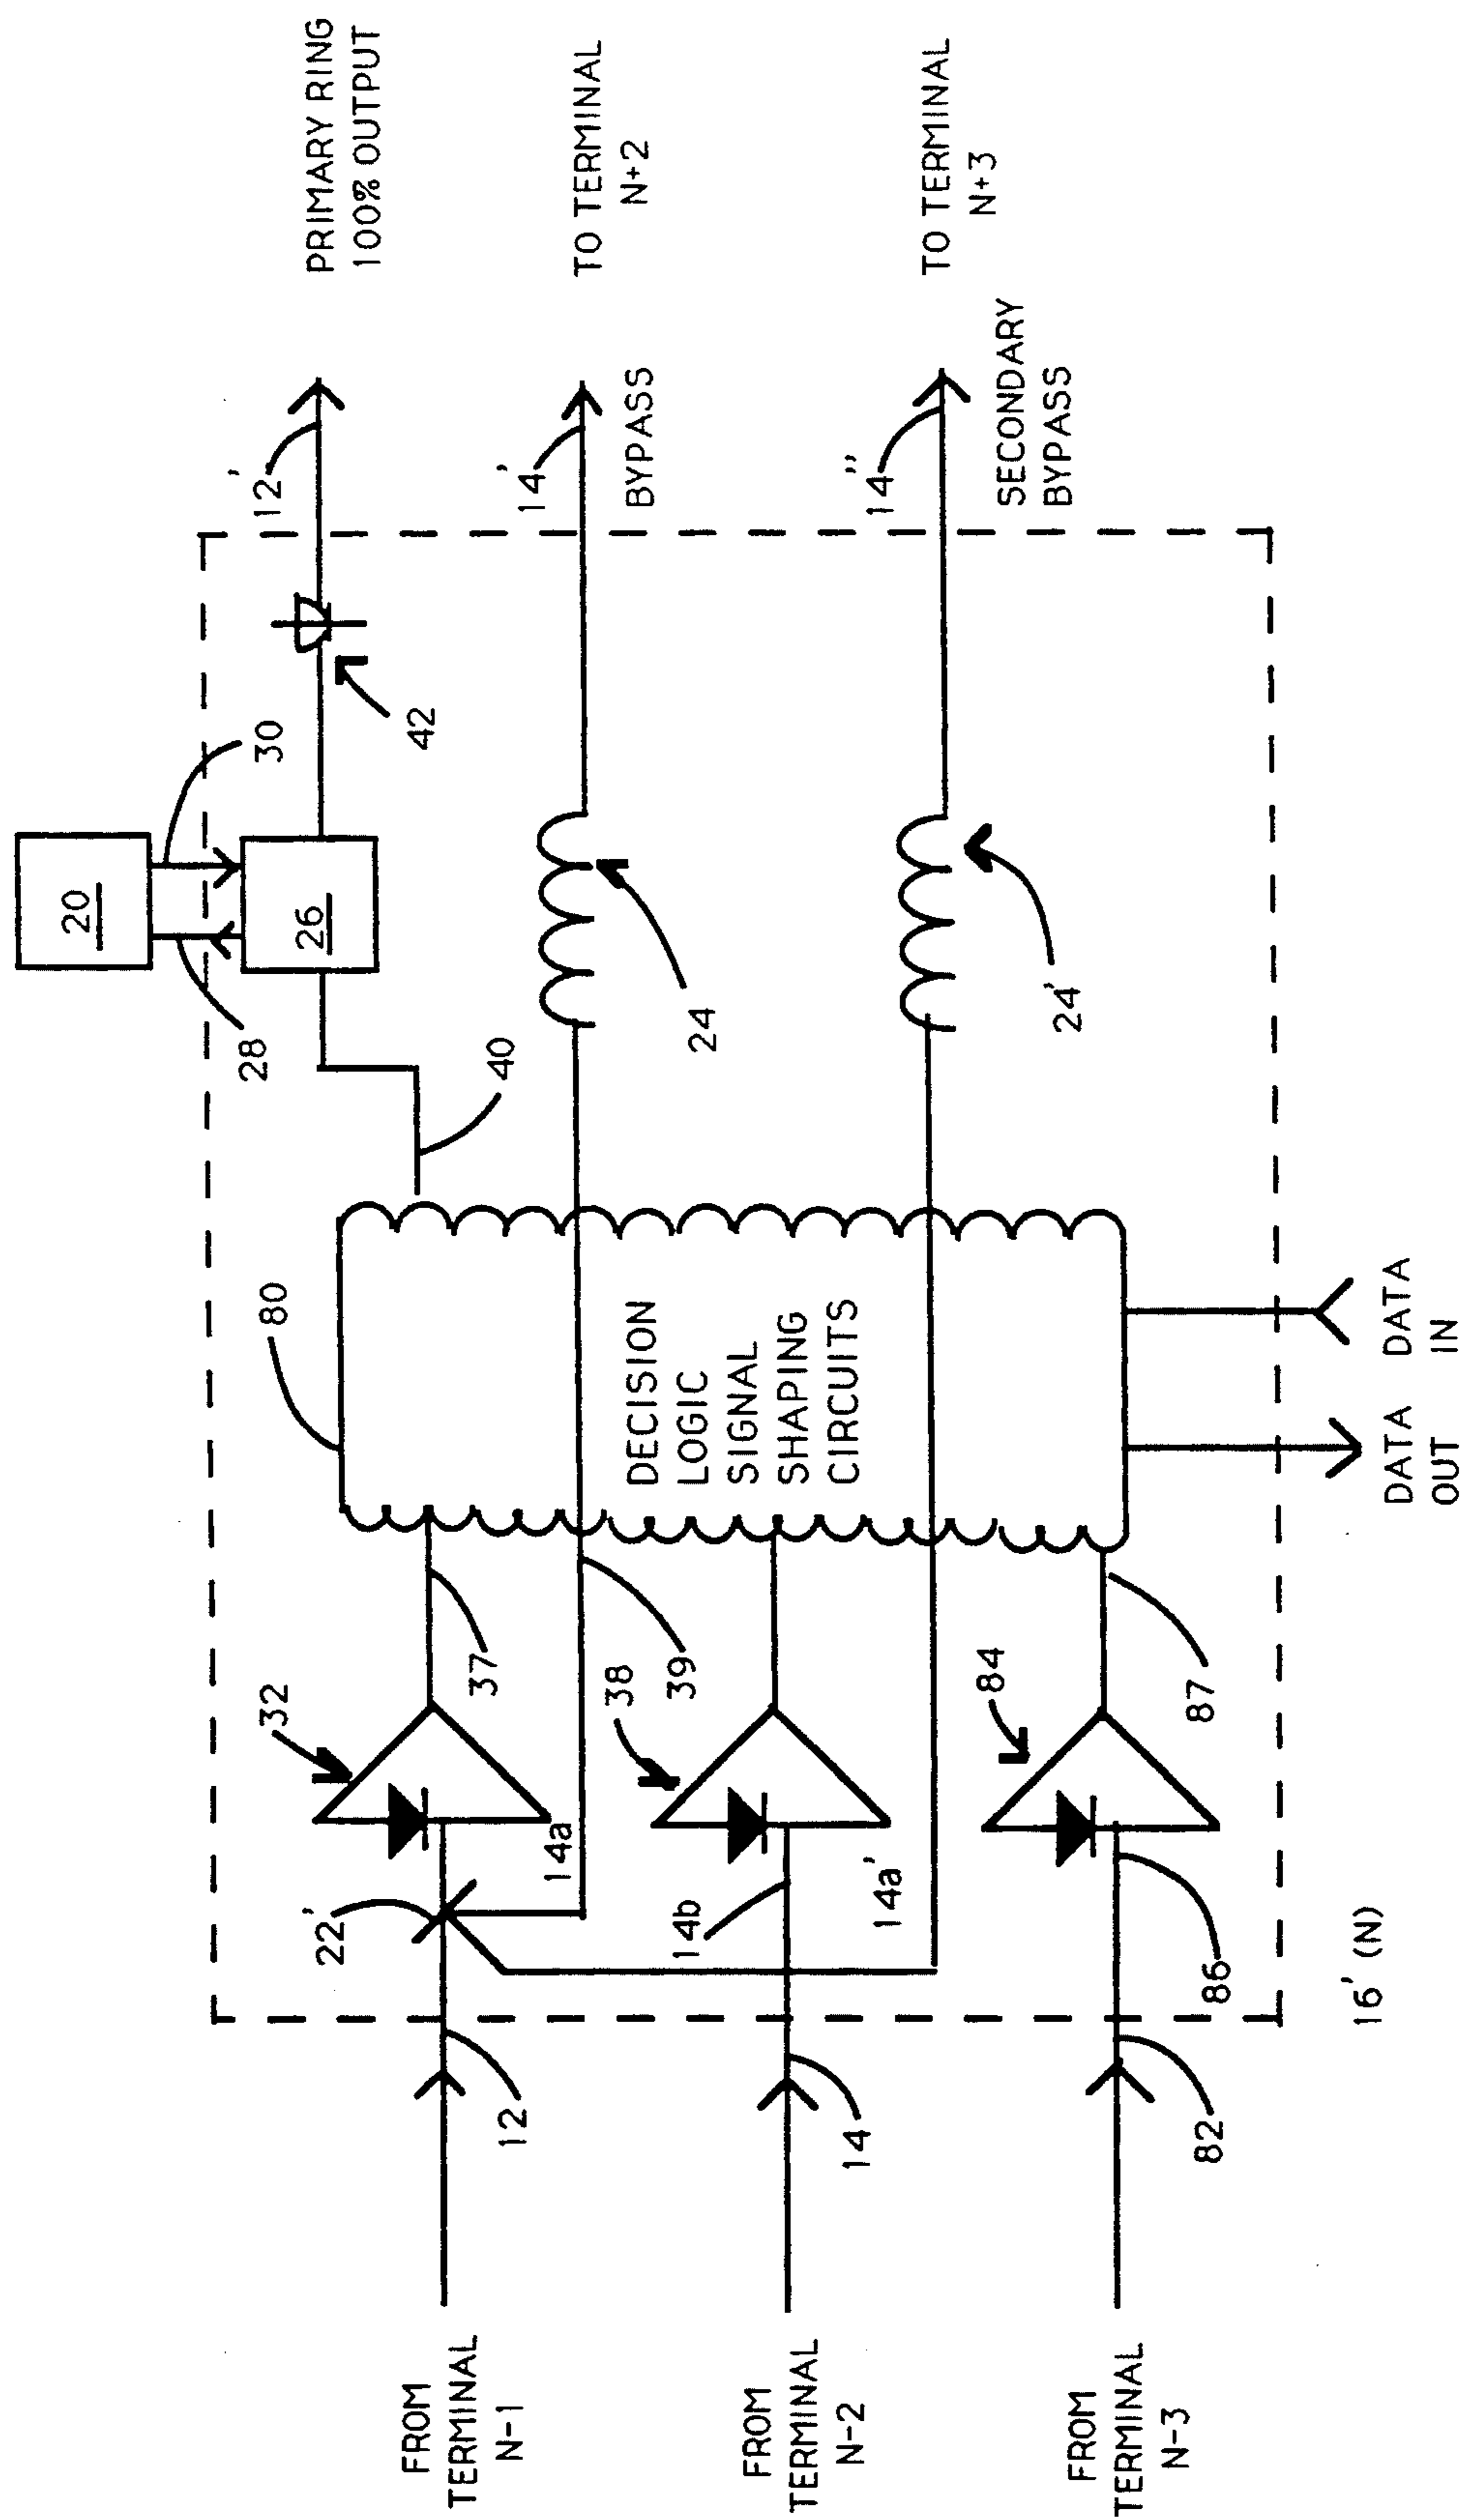 FROM
TERMINAL
N-1
FROM
TERMINAL
N-2
FROM
TERMINAL
N-3
12
14
82
16' (N)
22'
14a
14b
14a'
86
32
38
84
37
39
87
80
DECISION
LOGIC
SIGNAL
SHAPING
CIRCUITS
DATA
OUT
DATA
IN
40
28
20
26
30
24
24'
42
12'
14'
BYPASS
14"
SECONDARY
BYPASS
PRIMARY RING
100% OUTPUT
TO TERMINAL
N+2
TO TERMINAL
N+3